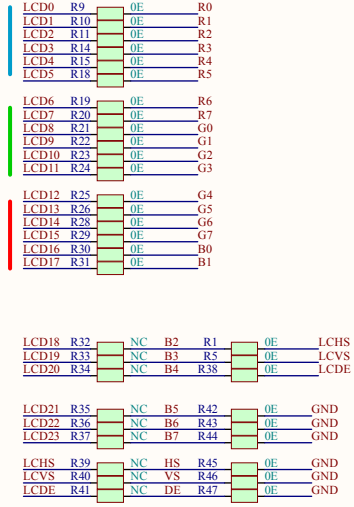 LCD0 R9 0E R0
LCD1 R10 0E R1
LCD2 R11 0E R2
LCD3 R14 0E R3
LCD4 R15 0E R4
LCD5 R18 0E R5
LCD6 R19 0E R6
LCD7 R20 0E R7
LCD8 R21 0E G0
LCD9 R22 0E G1
LCD10 R23 0E G2
LCD11 R24 0E G3
LCD12 R25 0E G4
LCD13 R26 0E G5
LCD14 R28 0E G6
LCD15 R29 0E G7
LCD16 R30 0E B0
LCD17 R31 0E B1
LCD18 R32 NC B2 R1 0E LCHS
LCD19 R33 NC B3 R5 0E LCVS
LCD20 R34 NC B4 R38 0E LCDE
LCD21 R35 NC B5 R42 0E GND
LCD22 R36 NC B6 R43 0E GND
LCD23 R37 NC B7 R44 0E GND
LCHS R39 NC HS R45 0E GND
LCVS R40 NC VS R46 0E GND
LCDE R41 NC DE R47 0E GND